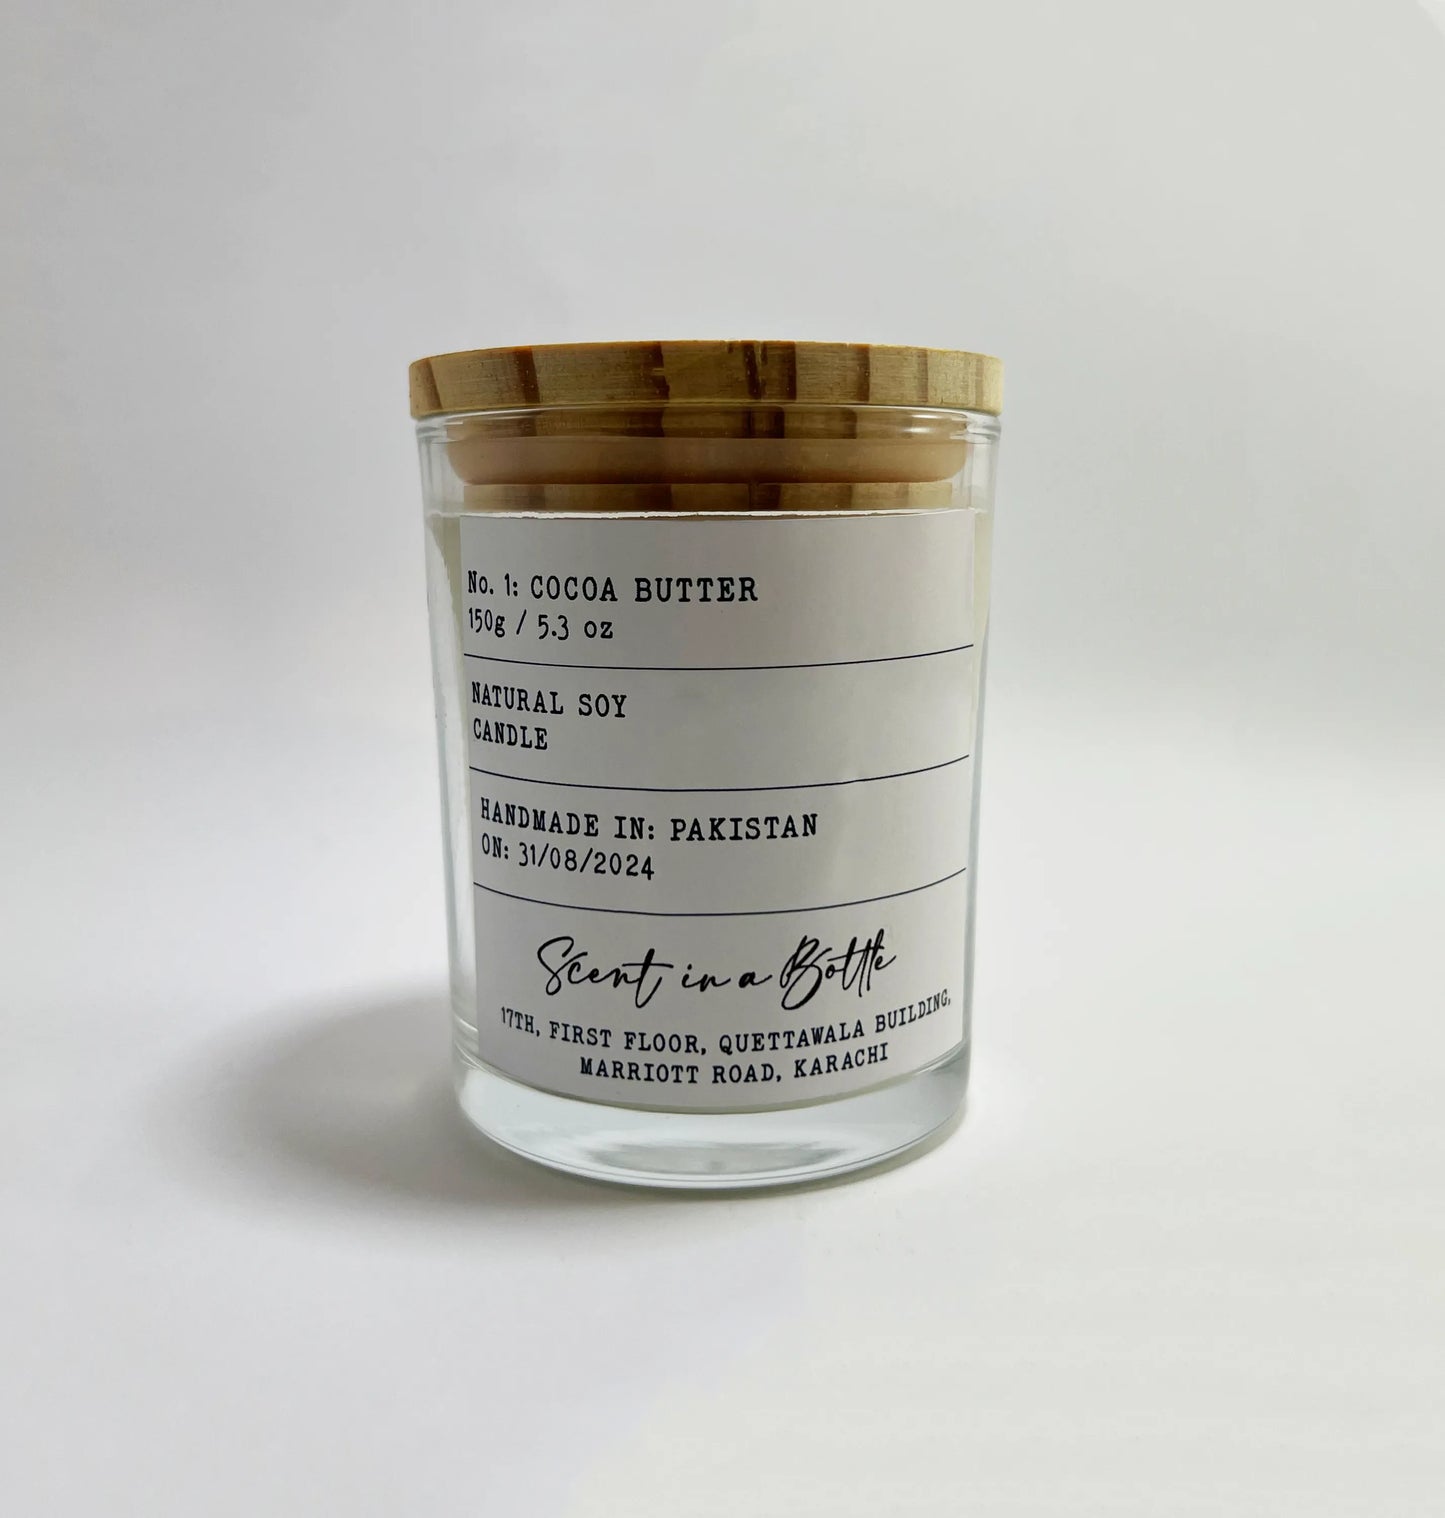 No. 1: COCOA BUTTER
150g / 5.3 oz
NATURAL SOY
CANDLE
HANDMADE IN: PAKISTAN
ON: 31/08/2024
Scent in a Bottle
17TH, FIRST FLOOR, QUETTAWALA BUILDING,
MARRIOTT ROAD, KARACHI